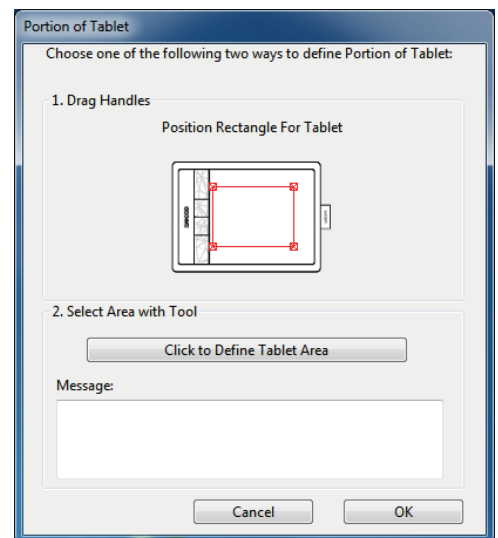 Portion of Tablet
Choose one of the following two ways to define Portion of Tablet:
1. Drag Handles
Position Rectangle For Tablet
2. Select Area with Tool
Click to Define Tablet Area
Message:
Cancel
OK